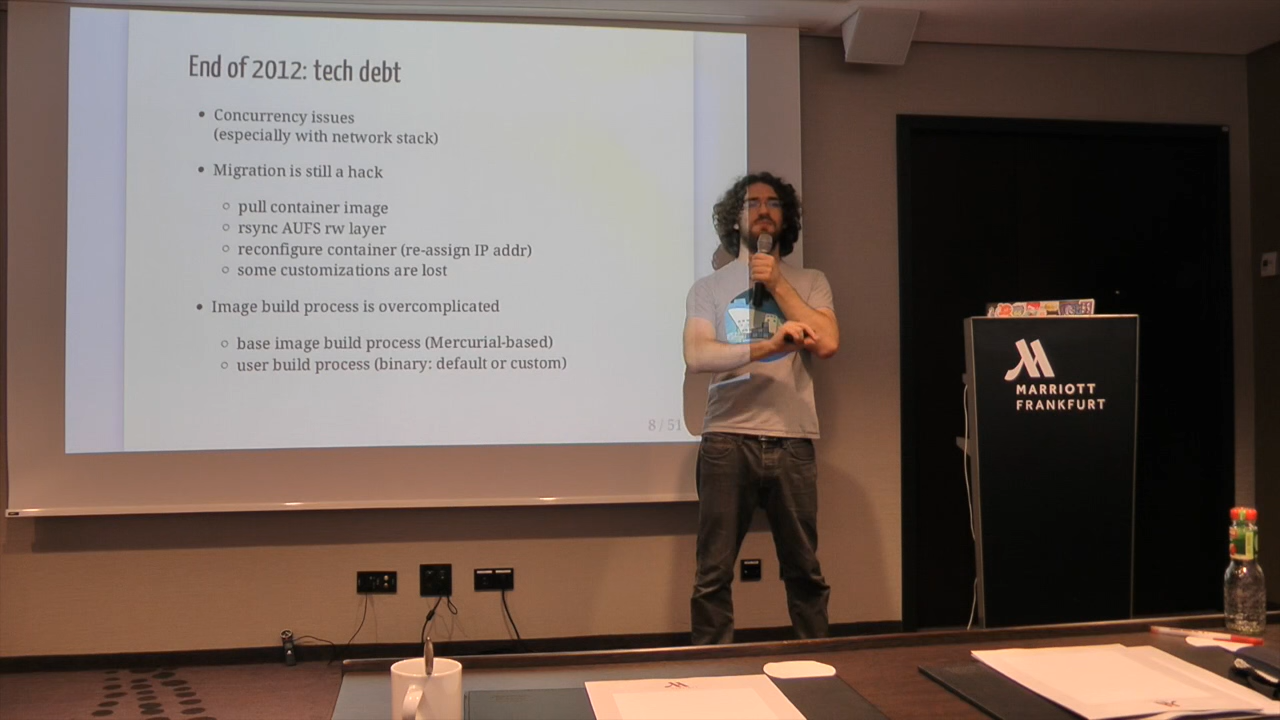 End of 2012: tech debt
Concurrency issues
(especially with network stack)
Migration is still a hack
pull container image
rsync AUFS rw layer
reconfigure container (re-assign IP addr)
some customizations are lost
Image build process is overcomplicated
base image build process (Mercurial-based)
user build process (binary: default or custom)
8 / 51
MARRIOTT
FRANKFURT